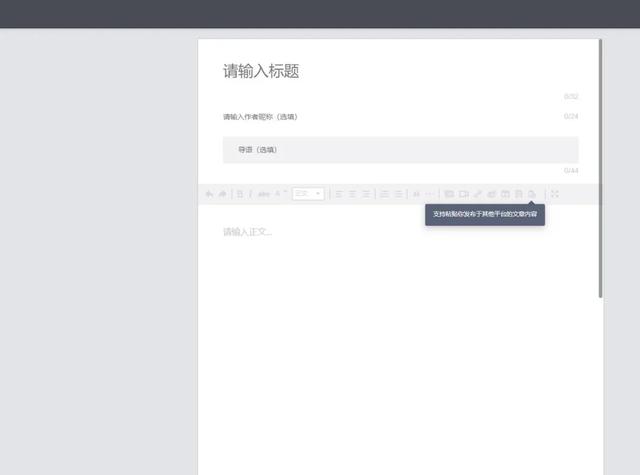 请输入标题
0/32
请输入作者昵称（选填）
0/24
导语（选填）
0/44
B I abc A 正文
支持粘贴你发布于其他平台的文章内容
请输入正文...